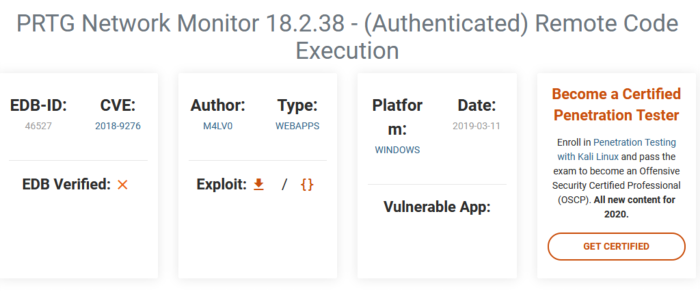 PRTG Network Monitor 18.2.38 - (Authenticated) Remote Code
Execution
EDB-ID:
46527
CVE:
2018-9276
EDB Verified:
Author:
M4LV0
Type:
WEBAPPS
Exploit: / {}
Platfor
m:
WINDOWS
Date:
2019-03-11
Vulnerable App:
Become a Certified
Penetration Tester
Enroll in Penetration Testing
with Kali Linux and pass the
exam to become an Offensive
Security Certified Professional
(OSCP). All new content for
2020.
GET CERTIFIED